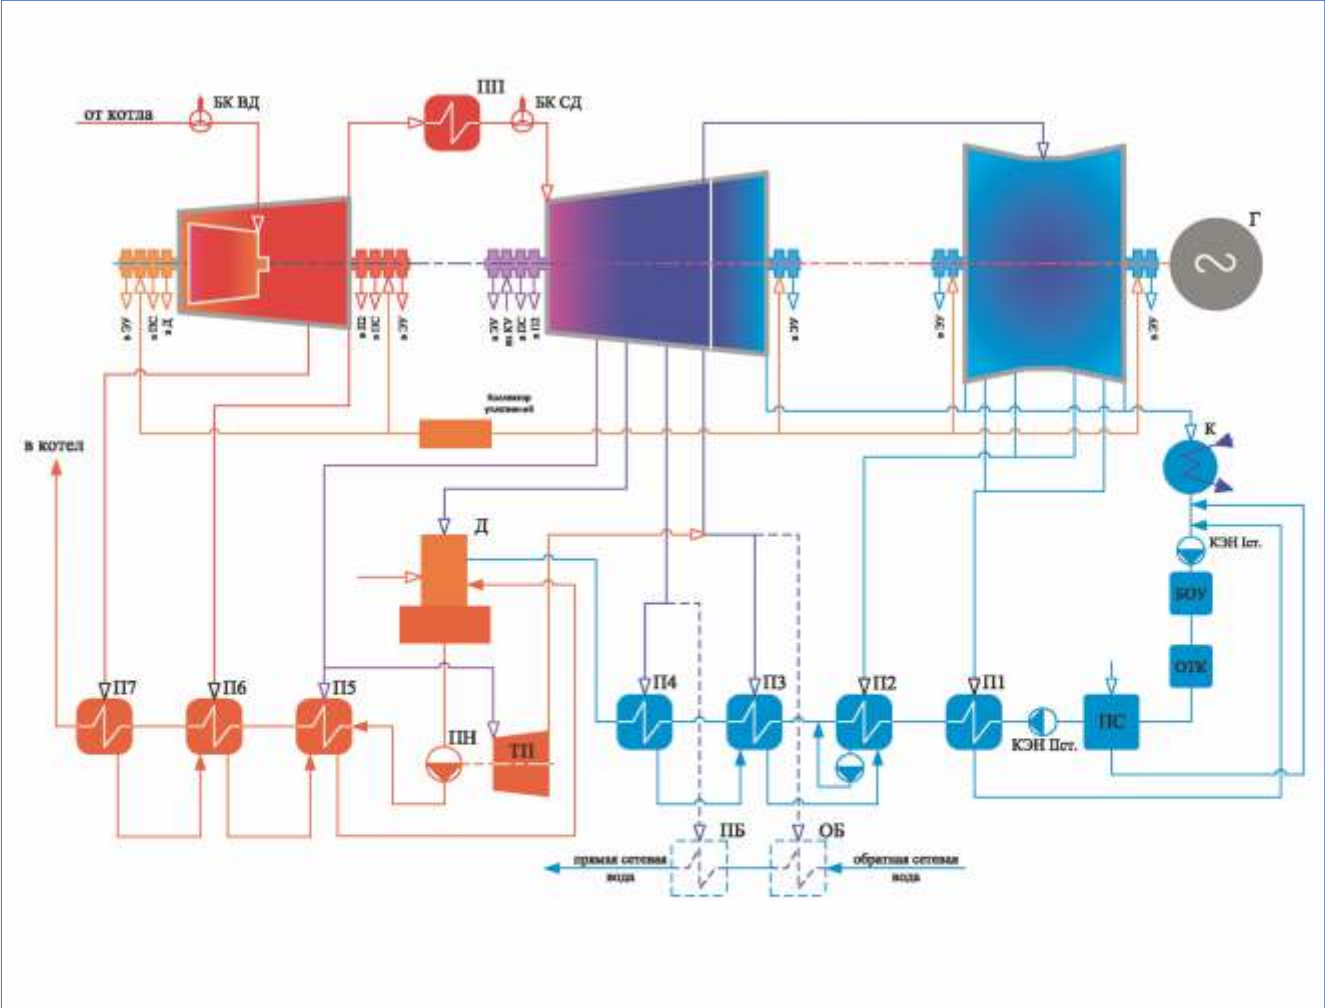 ПП
БК ВД
БК СД
от котла
Г
в ЭУ
в ПС
в Д
в П2
в ПС
в ЭУ
в ЭУ
из КУ
в ПС
в П2
в ЭУ
в ЭУ
в ЭУ
Коллектор
уплотнений
в котел
К
Д
КЭН Iст.
БОУ
ОТК
П7
П6
П5
П4
П3
П2
П1
ПН
ТП
ПС
КЭН IIст.
ПБ
ОБ
прямая сетевая
вода
обратная сетевая
вода